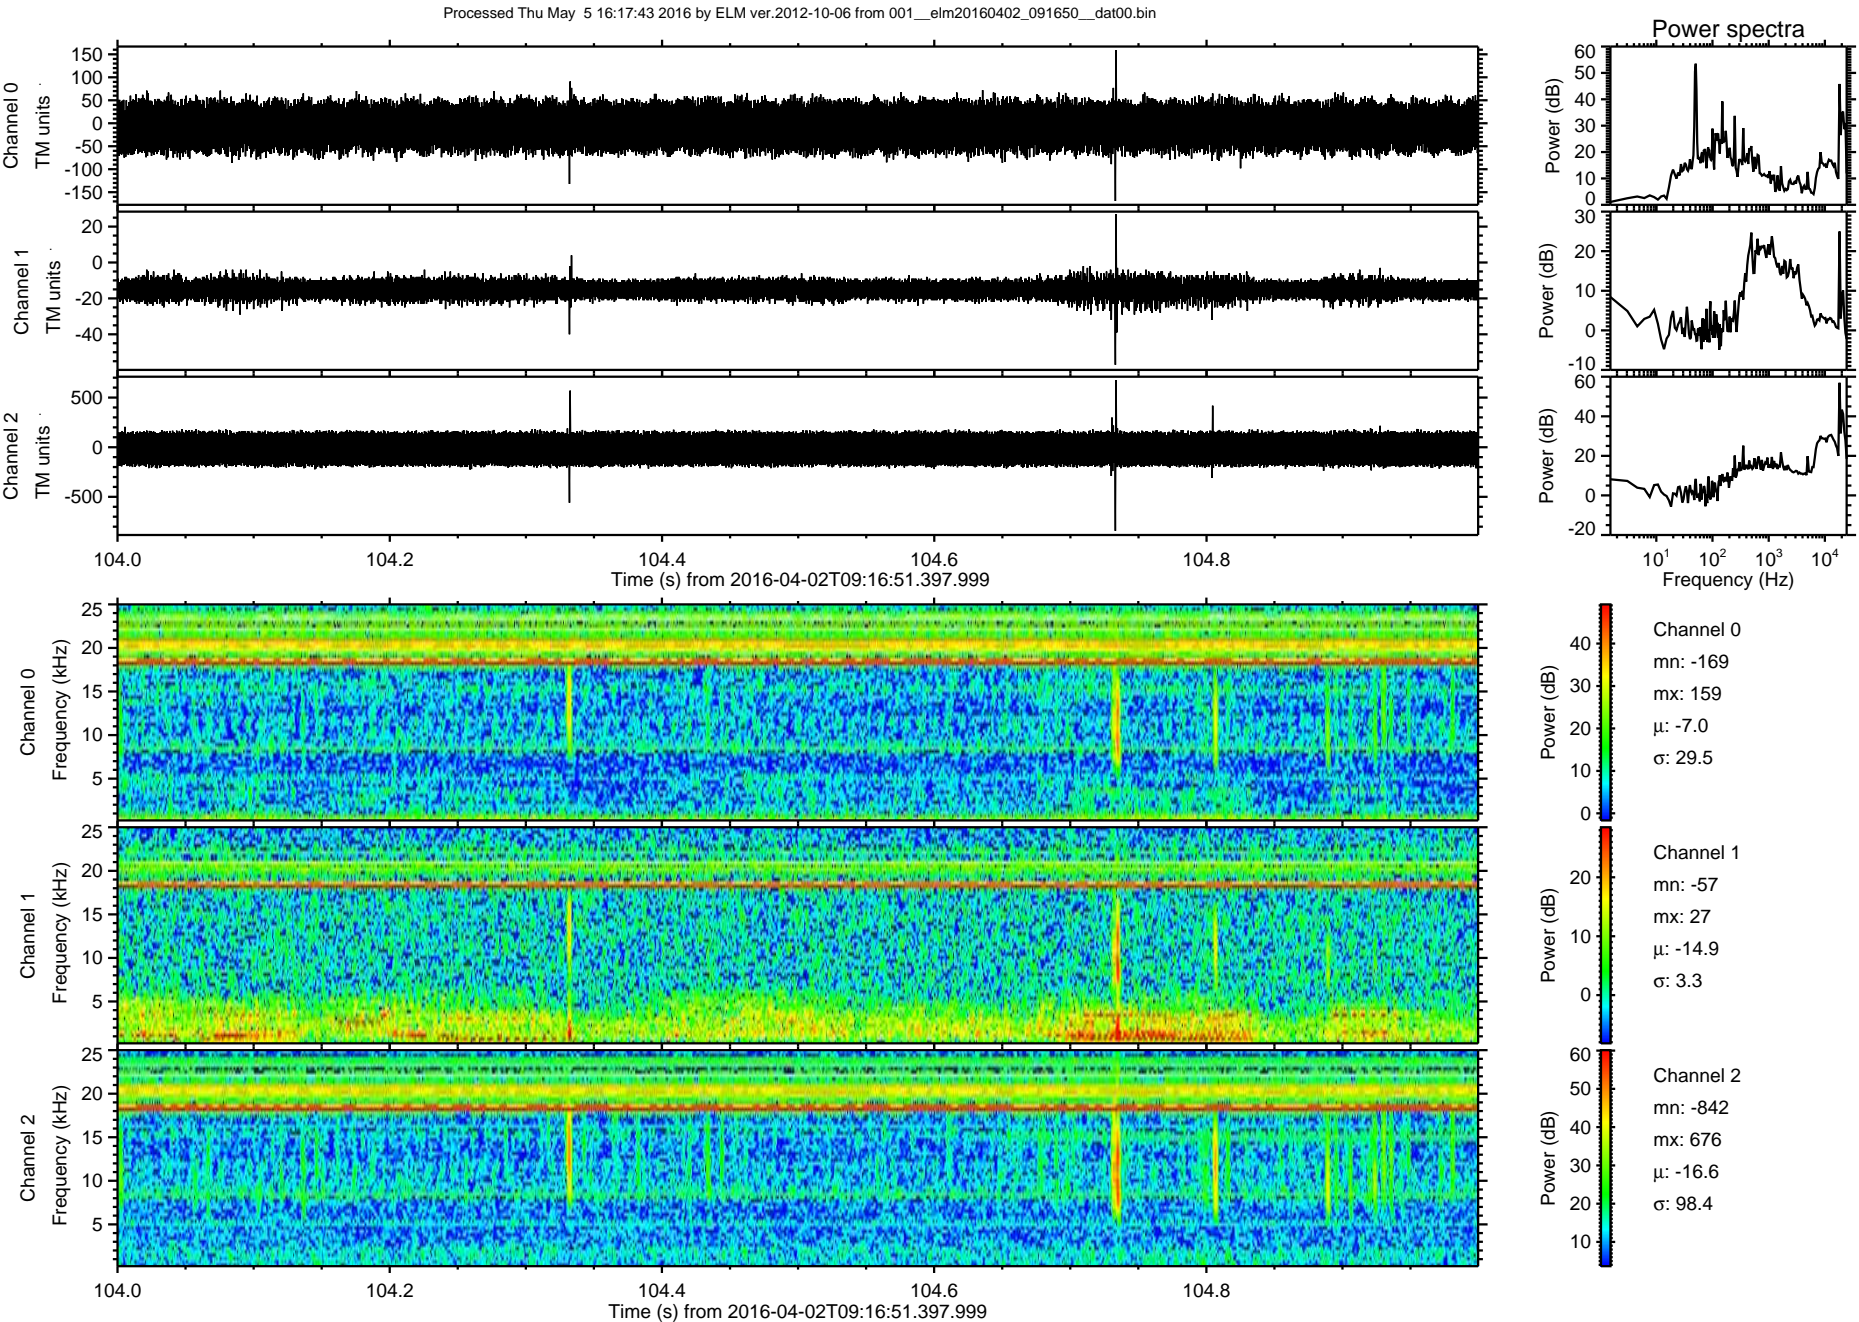 Processed Thu May  5 16:17:43 2016 by ELM ver.2012-10-06 from 001__elm20160402_091650__dat00.bin
Power spectra
Channel 0
TM units
150
100
50
0
-50
-100
-150
Power (dB)
60
50
40
30
20
10
0
Channel 1
TM units
20
0
-20
-40
Power (dB)
30
20
10
0
-10
Channel 2
TM units
500
0
-500
Power (dB)
60
40
20
0
-20
104.0 104.2 104.4 104.6 104.8
Time (s) from 2016-04-02T09:16:51.397.999
10^1 10^2 10^3 10^4
Frequency (Hz)
Channel 0
Frequency (kHz)
25
20
15
10
5
Power (dB)
40
30
20
10
0
Channel 0
mn: -169
mx: 159
μ: -7.0
σ: 29.5
Channel 1
Frequency (kHz)
25
20
15
10
5
Power (dB)
20
10
0
Channel 1
mn: -57
mx: 27
μ: -14.9
σ: 3.3
Channel 2
Frequency (kHz)
25
20
15
10
5
Power (dB)
60
50
40
30
20
10
Channel 2
mn: -842
mx: 676
μ: -16.6
σ: 98.4
104.0 104.2 104.4 104.6 104.8
Time (s) from 2016-04-02T09:16:51.397.999